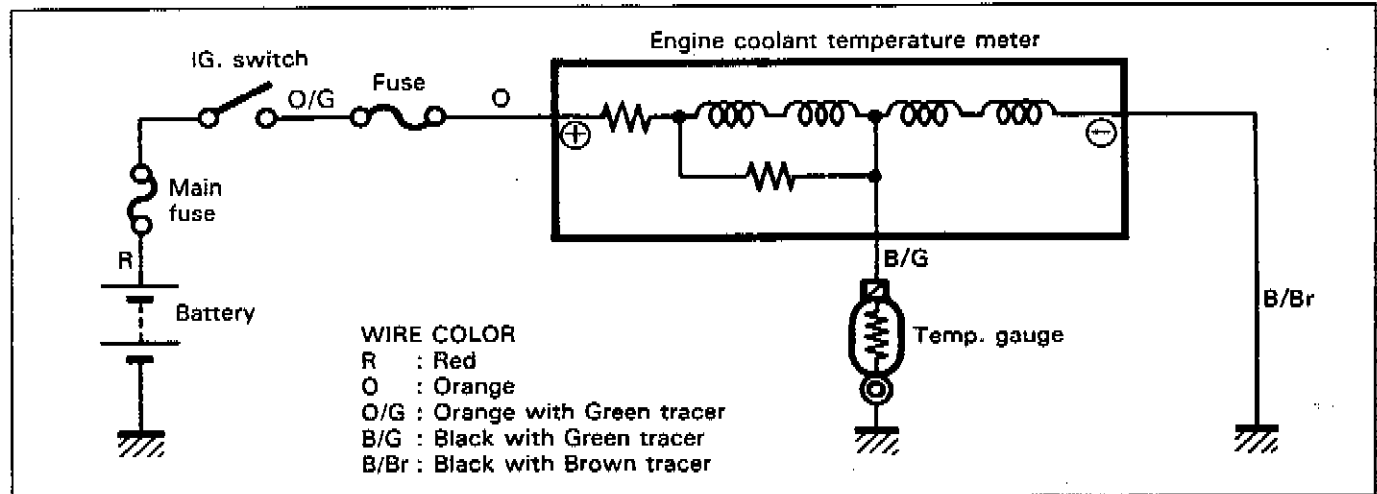 Engine coolant temperature meter
IG. switch
Fuse
O/G
O
+
−
Main
fuse
R
Battery
B/G
Temp. gauge
B/Br
WIRE COLOR
R : Red
O : Orange
O/G : Orange with Green tracer
B/G : Black with Green tracer
B/Br : Black with Brown tracer